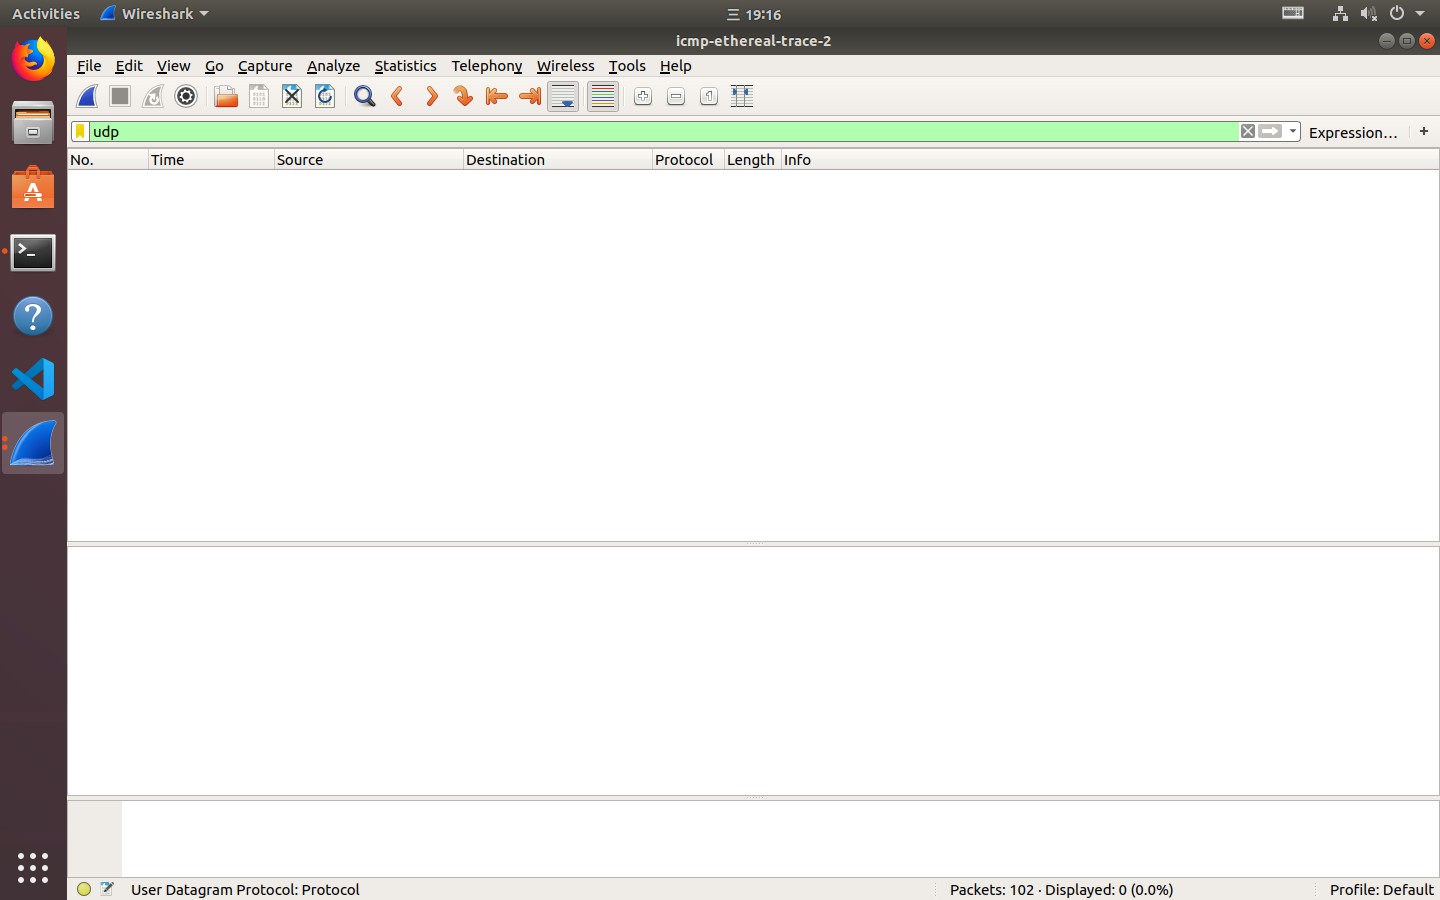 Activities
Wireshark
三 19:16
icmp-ethereal-trace-2
File Edit View Go Capture Analyze Statistics Telephony Wireless Tools Help
udp
Expression…
+
No. Time Source Destination Protocol Length Info
User Datagram Protocol: Protocol
Packets: 102 · Displayed: 0 (0.0%)
Profile: Default